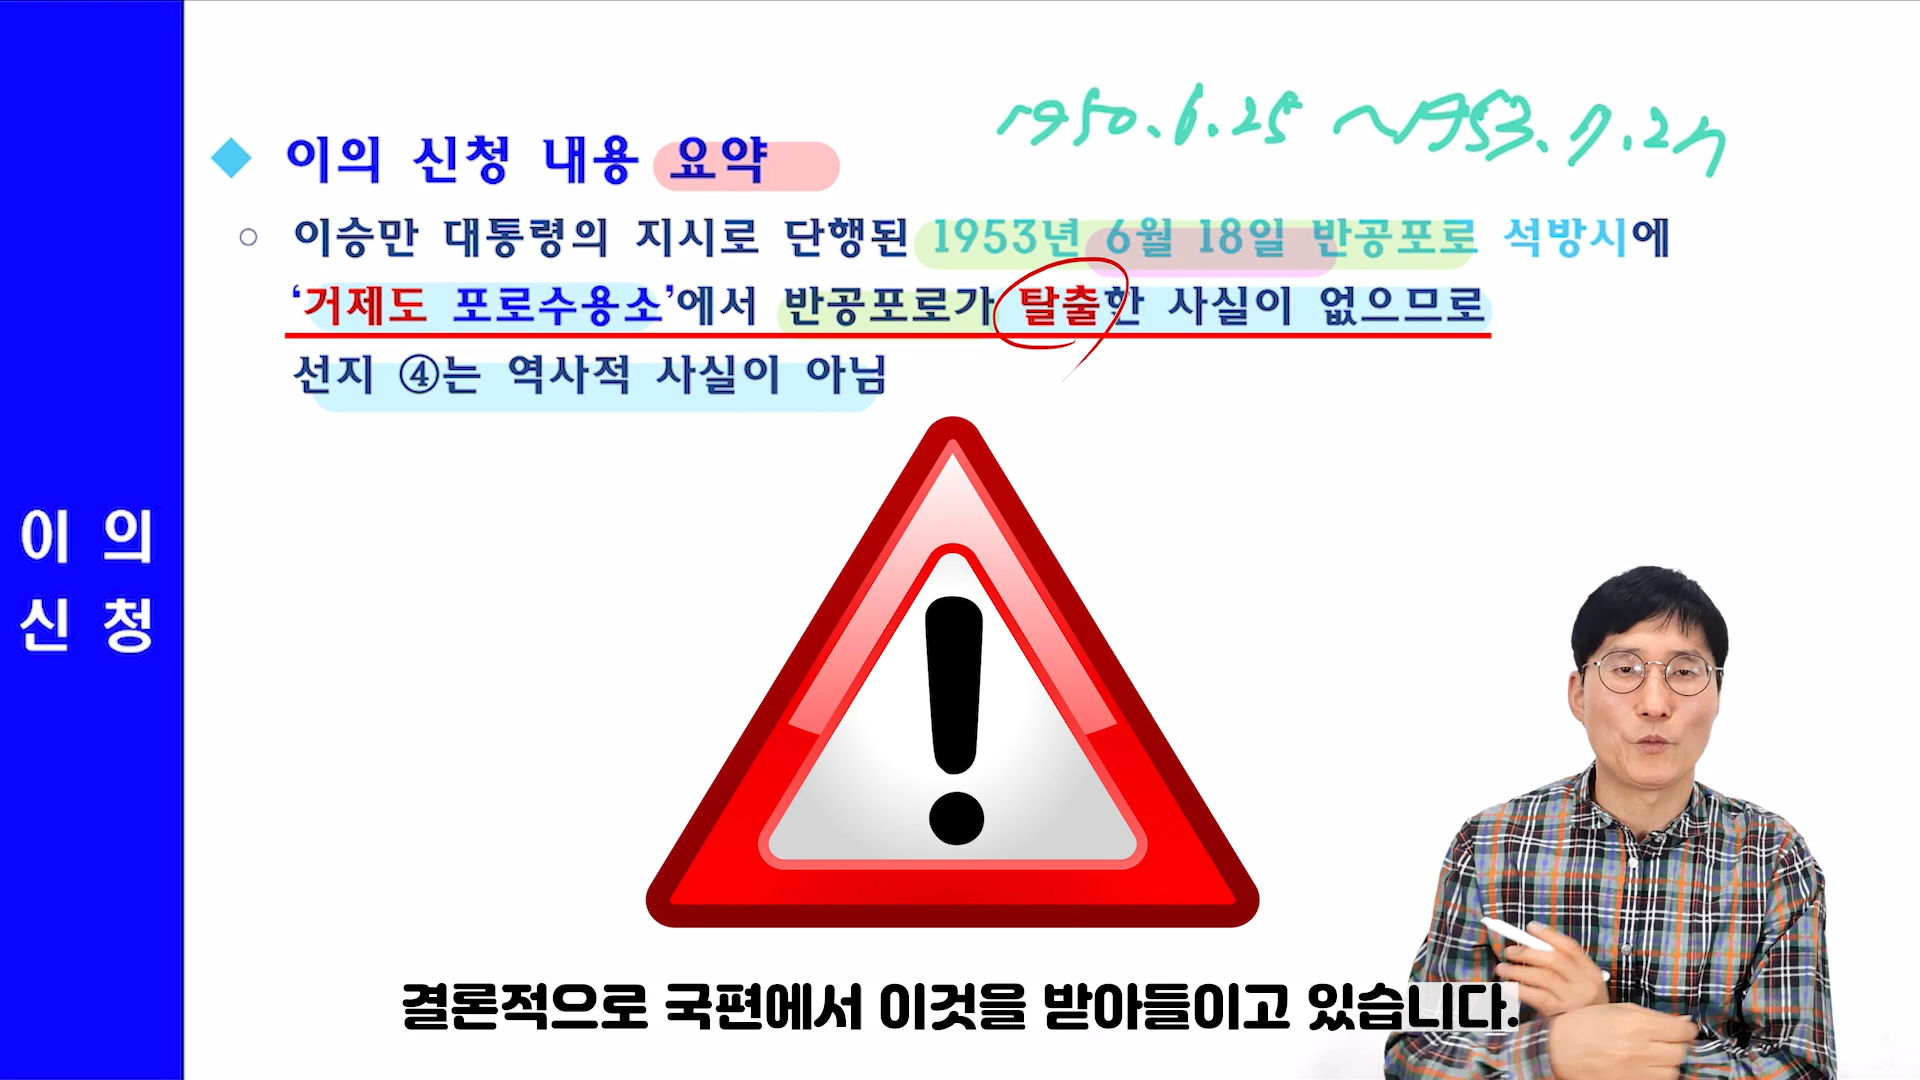 1950.6.25 ~1953.7.27
이의 신청 내용 요약
이승만 대통령의 지시로 단행된 1953년 6월 18일 반공포로 석방시에
‘거제도 포로수용소’에서 반공포로가 탈출한 사실이 없으므로
선지 ④는 역사적 사실이 아님
이 의
신 청
결론적으로 국편에서 이것을 받아들이고 있습니다.